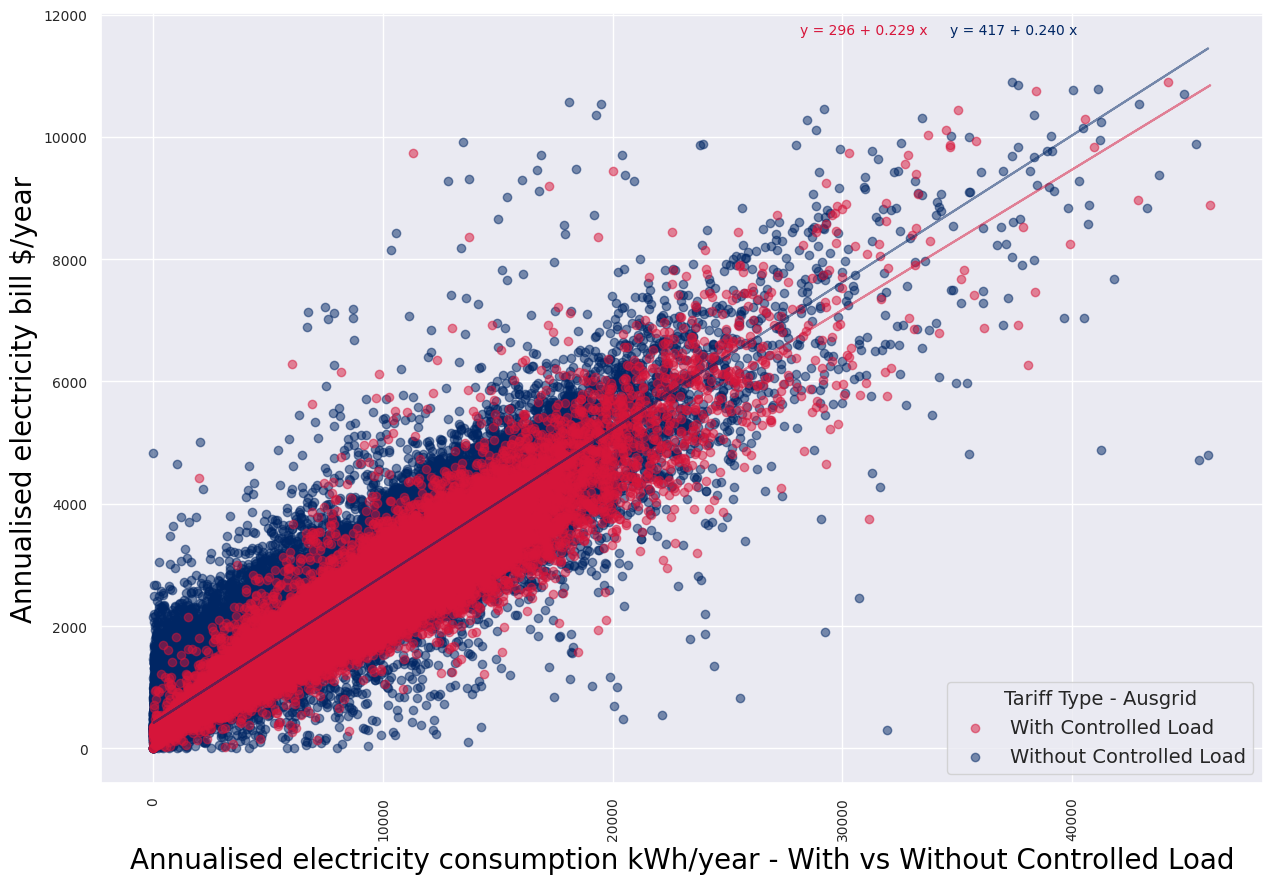 12000
y = 296 + 0.229 x
y = 417 + 0.240 x
10000
8000
6000
4000
2000
0
Annualised electricity bill $/year
Tariff Type - Ausgrid
With Controlled Load
Without Controlled Load
0
10000
20000
30000
40000
Annualised electricity consumption kWh/year - With vs Without Controlled Load